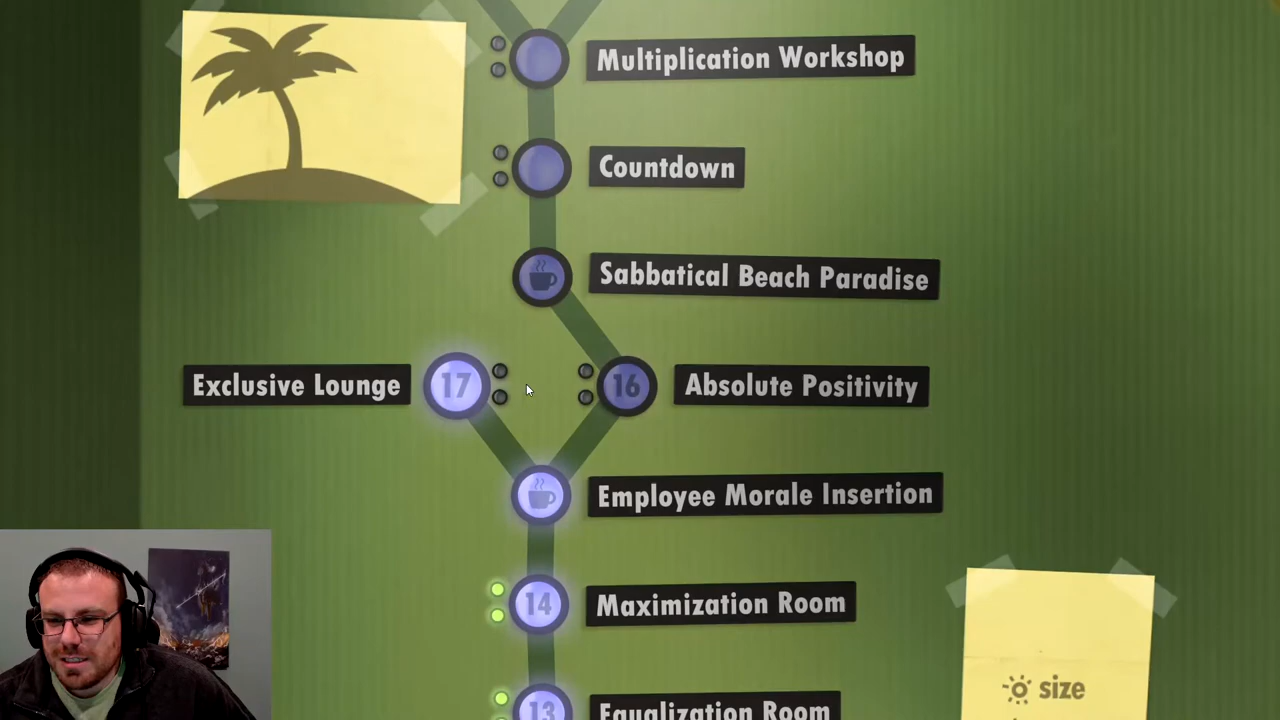 Multiplication Workshop
Countdown
Sabbatical Beach Paradise
Exclusive Lounge
17
16
Absolute Positivity
Employee Morale Insertion
14
Maximization Room
size
13
Equalization Room